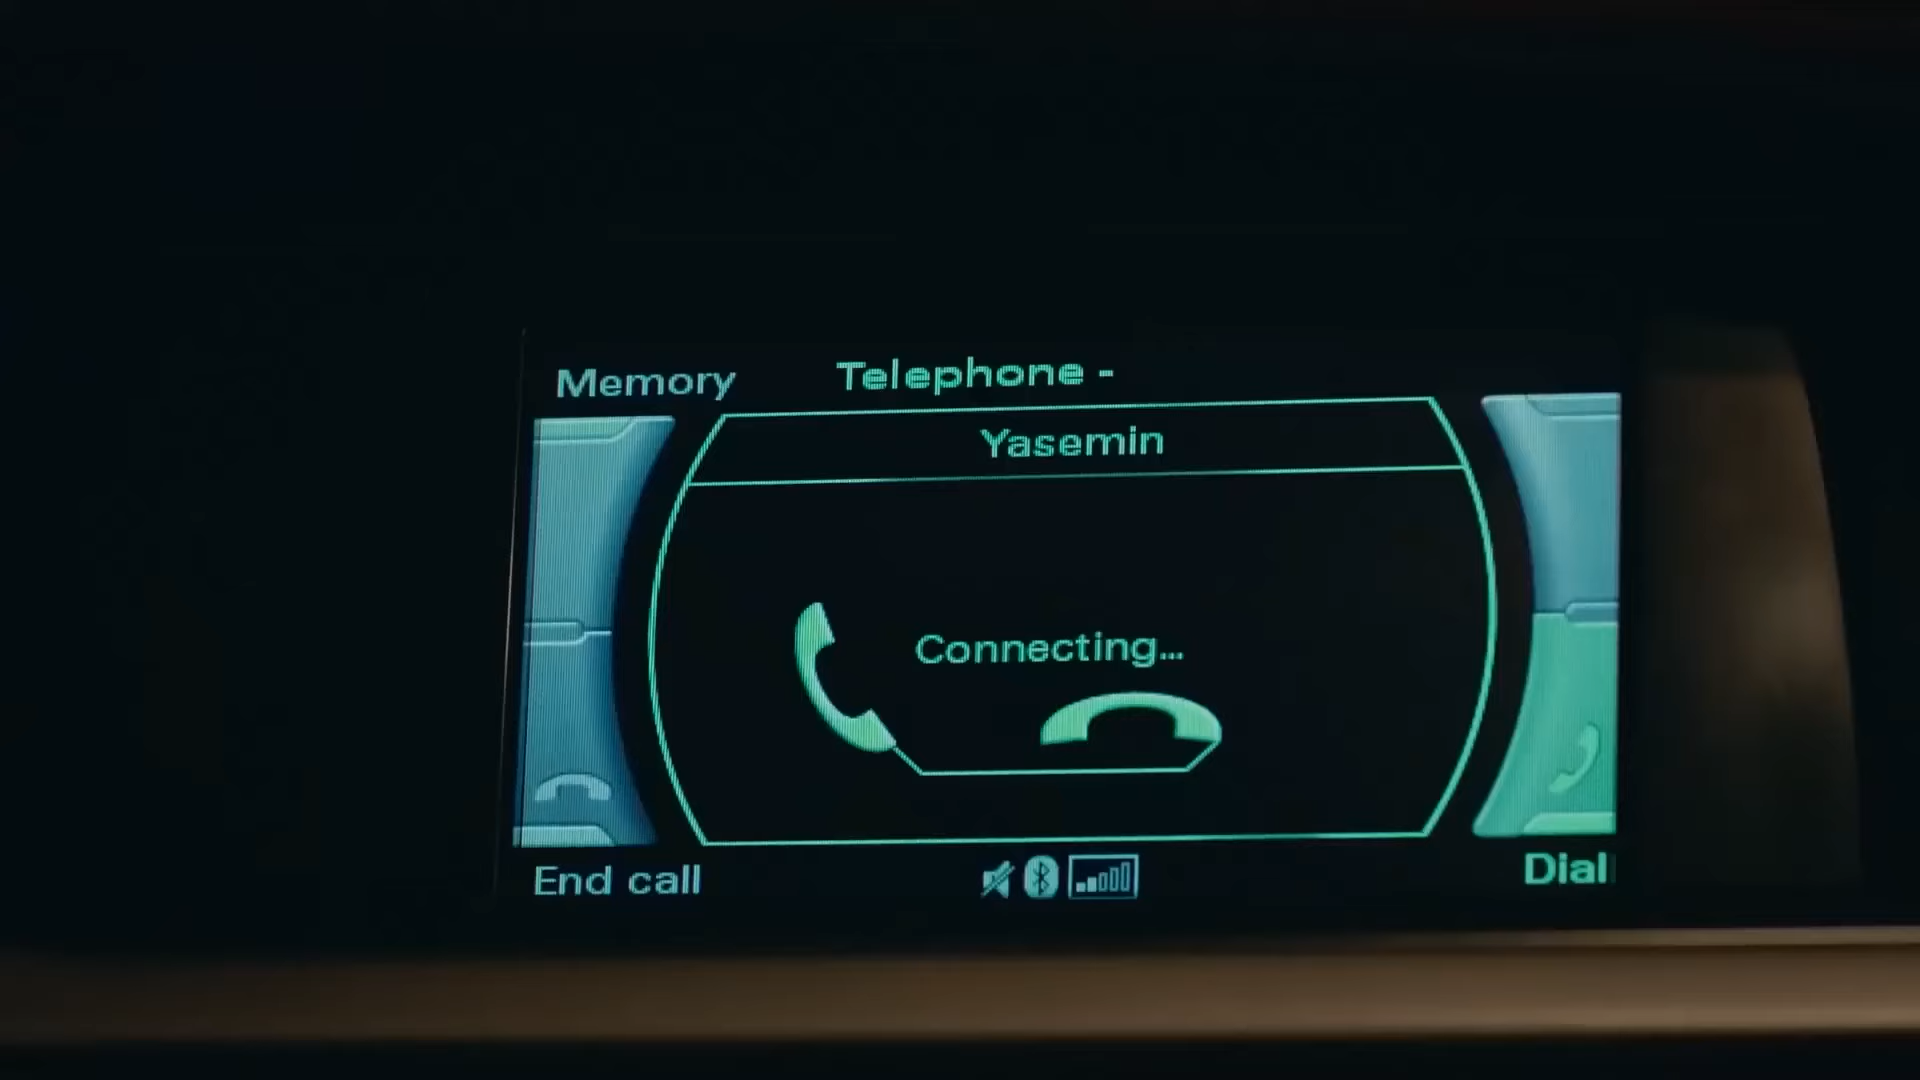 Memory
Telephone -
Yasemin
Connecting...
End call
Dial